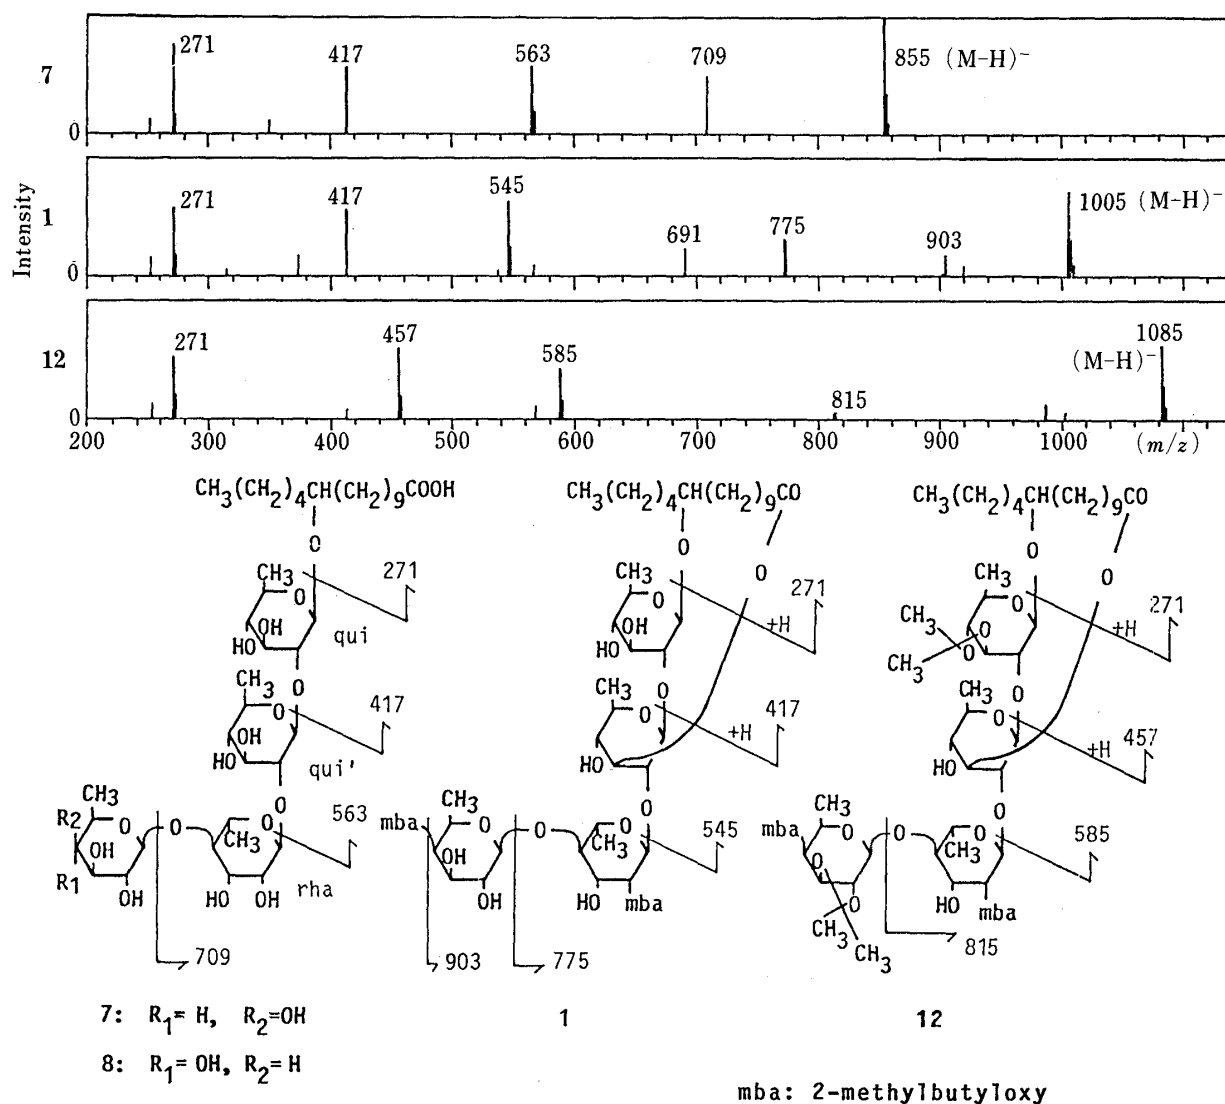 7
271
417
563
709
855 (M-H)⁻
0
Intensity
1
271
417
545
691
775
903
1005 (M-H)⁻
0
12
271
457
585
815
1085
(M-H)⁻
0
200 300 400 500 600 700 800 900 1000 (m/z)
CH₃(CH₂)₄CH(CH₂)₉COOH
O
CH₃
O
271
OH
HO
qui
O
CH₃
O
417
OH
HO
qui'
O
563
R₂
CH₃
O
O
O
CH₃
OH
R₁
OH
HO
OH
rha
709
7: R₁= H, R₂=OH
8: R₁= OH, R₂= H
CH₃(CH₂)₄CH(CH₂)₉CO
O
O
CH₃
O
271
+H
OH
HO
O
CH₃
O
417
+H
HO
O
545
mba
CH₃
O
O
O
CH₃
OH
OH
HO
mba
903
775
1
CH₃(CH₂)₄CH(CH₂)₉CO
O
O
CH₃
O
271
+H
CH₃
O
O
CH₃
O
CH₃
O
457
+H
HO
O
585
mba
CH₃
O
O
O
CH₃
O
O
HO
mba
CH₃
CH₃
815
12
mba: 2-methylbutyloxy